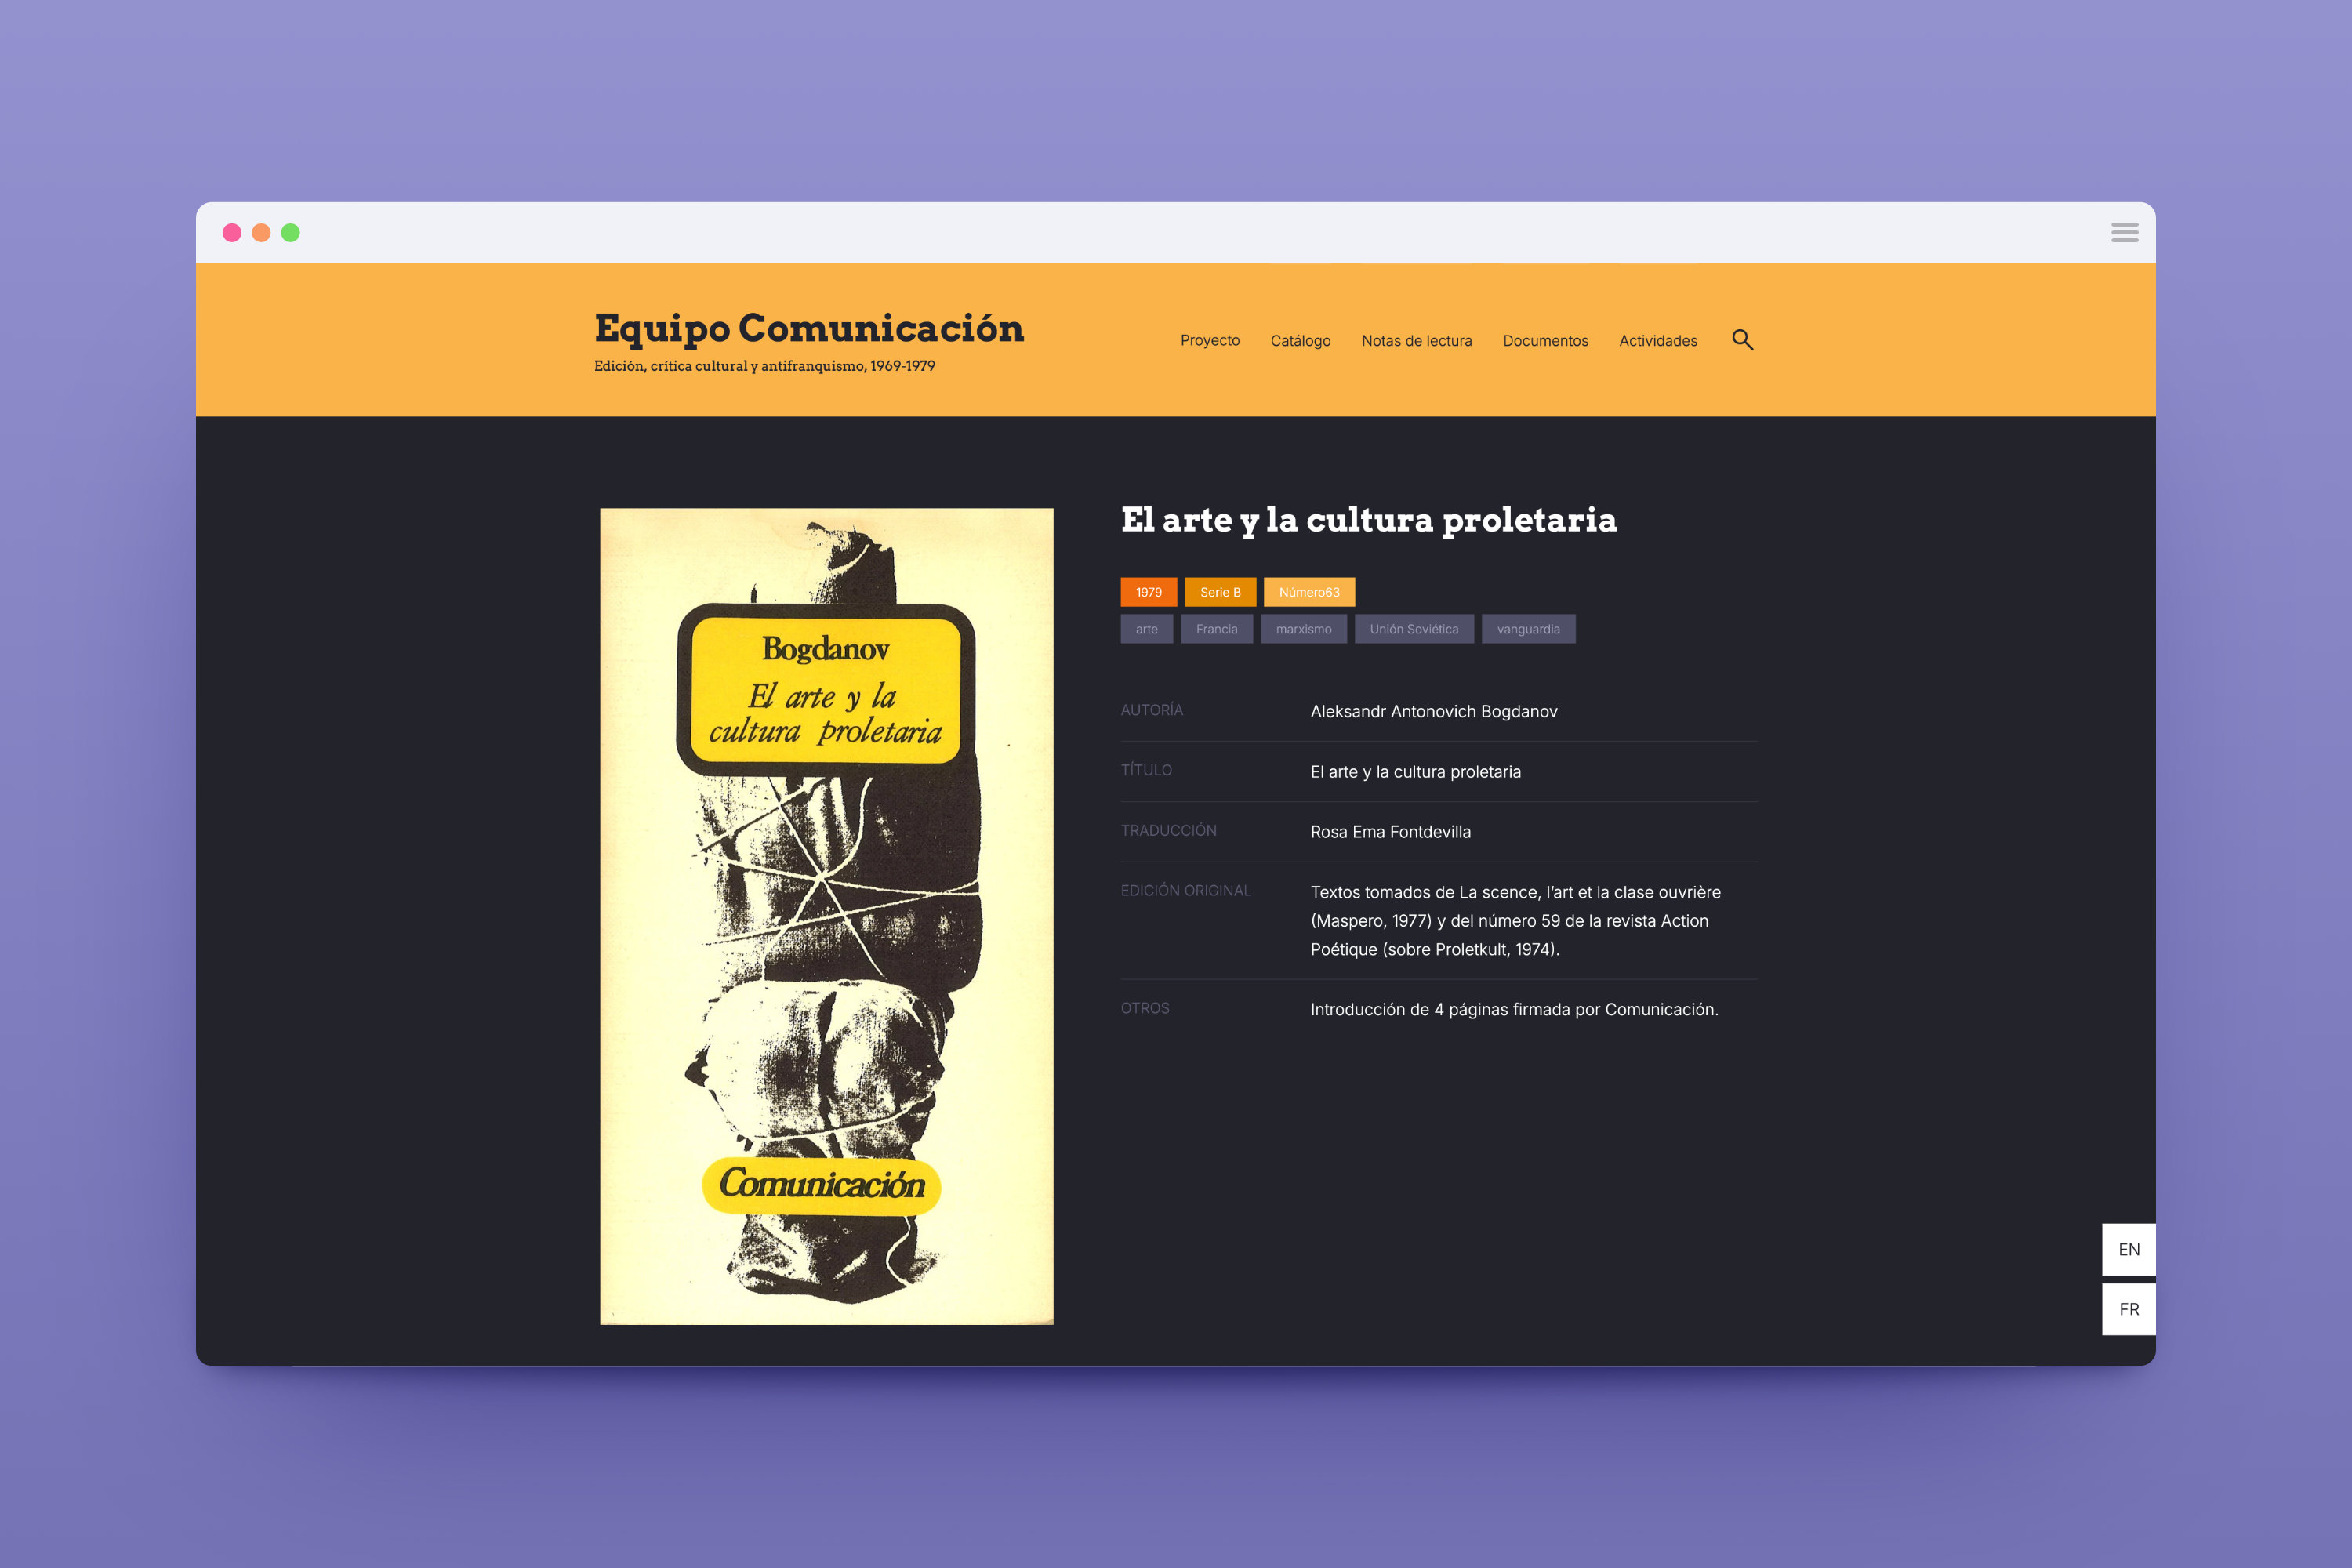 Equipo Comunicación
Edición, crítica cultural y antifranquismo, 1969-1979
Proyecto Catálogo Notas de lectura Documentos Actividades
Bogdanov
El arte y la
cultura proletaria
Comunicación
El arte y la cultura proletaria
1979 Serie B Número63
arte Francia marxismo Unión Soviética vanguardia
AUTORÍA Aleksandr Antonovich Bogdanov
TÍTULO El arte y la cultura proletaria
TRADUCCIÓN Rosa Ema Fontdevilla
EDICIÓN ORIGINAL Textos tomados de La scence, l’art et la clase ouvrière
(Maspero, 1977) y del número 59 de la revista Action
Poétique (sobre Proletkult, 1974).
OTROS Introducción de 4 páginas firmada por Comunicación.
EN
FR